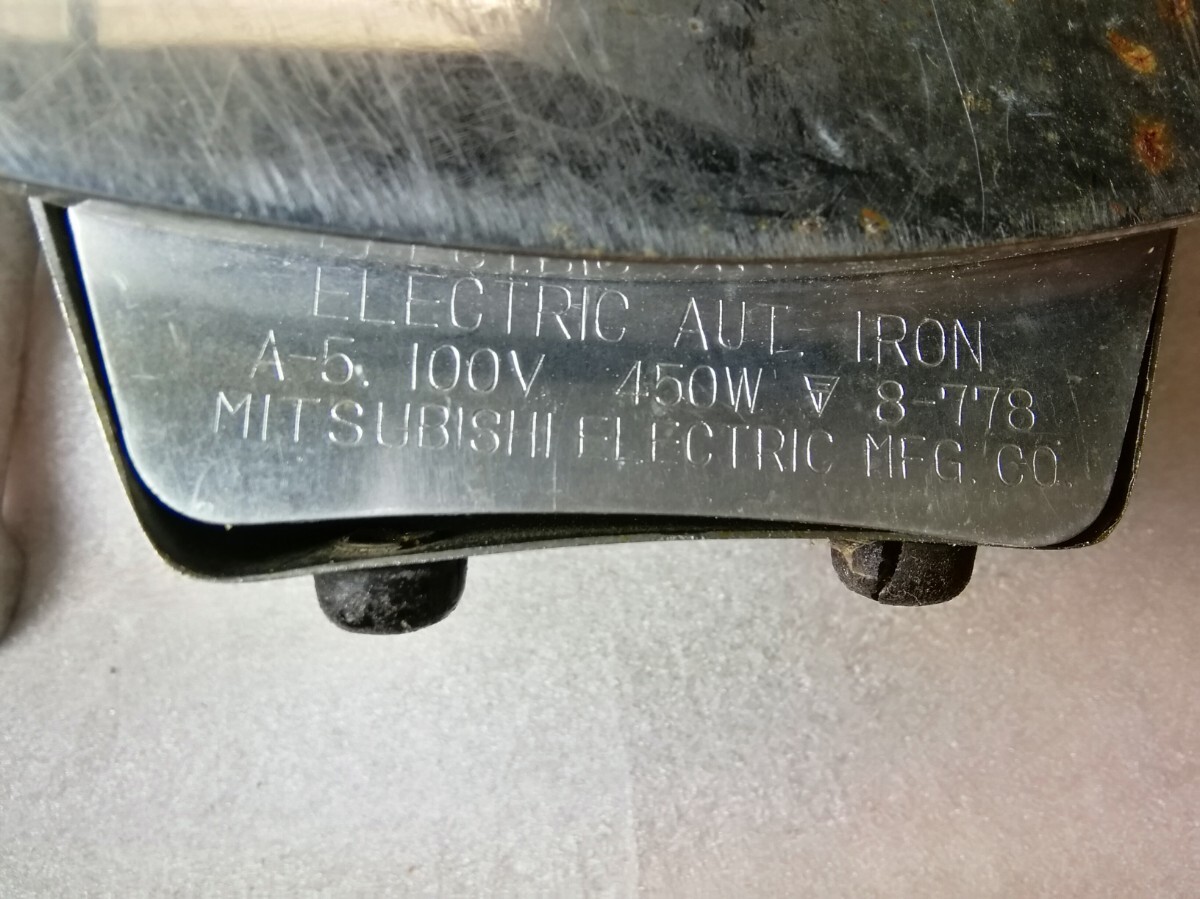 ELECTRIC AUT. IRON
A-5. 100V 450W 〒 8-778
MITSUBISHI ELECTRIC MFG. CO.